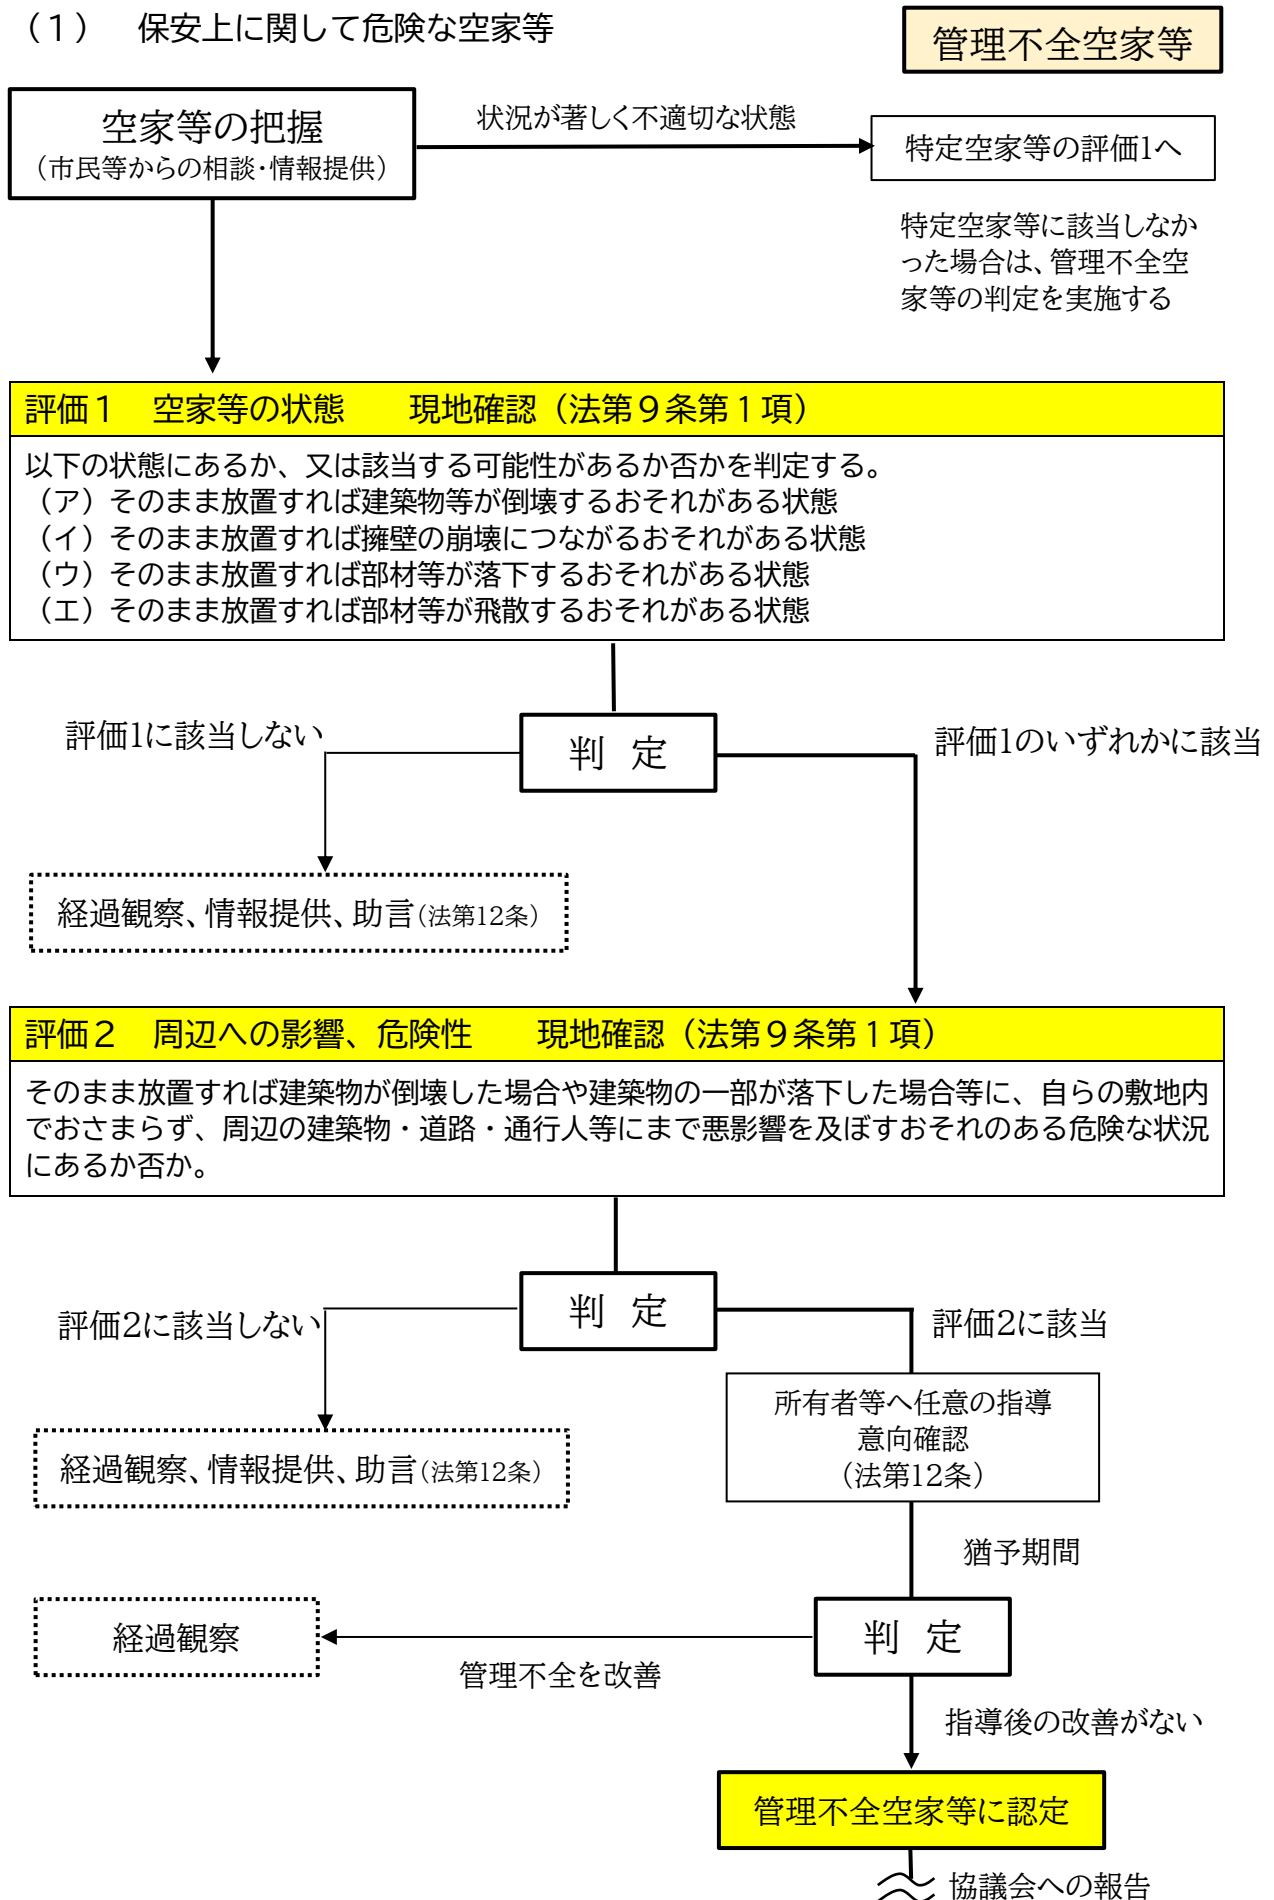 （１）　保安上に関して危険な空家等
管理不全空家等
空家等の把握
（市民等からの相談・情報提供）
状況が著しく不適切な状態
特定空家等の評価1へ
特定空家等に該当しなか
った場合は、管理不全空
家等の判定を実施する
評価１　空家等の状態　　現地確認（法第９条第１項）
以下の状態にあるか、又は該当する可能性があるか否かを判定する。
（ア）そのまま放置すれば建築物等が倒壊するおそれがある状態
（イ）そのまま放置すれば擁壁の崩壊につながるおそれがある状態
（ウ）そのまま放置すれば部材等が落下するおそれがある状態
（エ）そのまま放置すれば部材等が飛散するおそれがある状態
判　定
評価1に該当しない
評価1のいずれかに該当
経過観察、情報提供、助言（法第12条）
評価２　周辺への影響、危険性　　現地確認（法第９条第１項）
そのまま放置すれば建築物が倒壊した場合や建築物の一部が落下した場合等に、自らの敷地内
でおさまらず、周辺の建築物・道路・通行人等にまで悪影響を及ぼすおそれのある危険な状況
にあるか否か。
判　定
評価2に該当しない
評価2に該当
経過観察、情報提供、助言（法第12条）
所有者等へ任意の指導
意向確認
（法第12条）
猶予期間
判　定
経過観察
管理不全を改善
指導後の改善がない
管理不全空家等に認定
協議会への報告